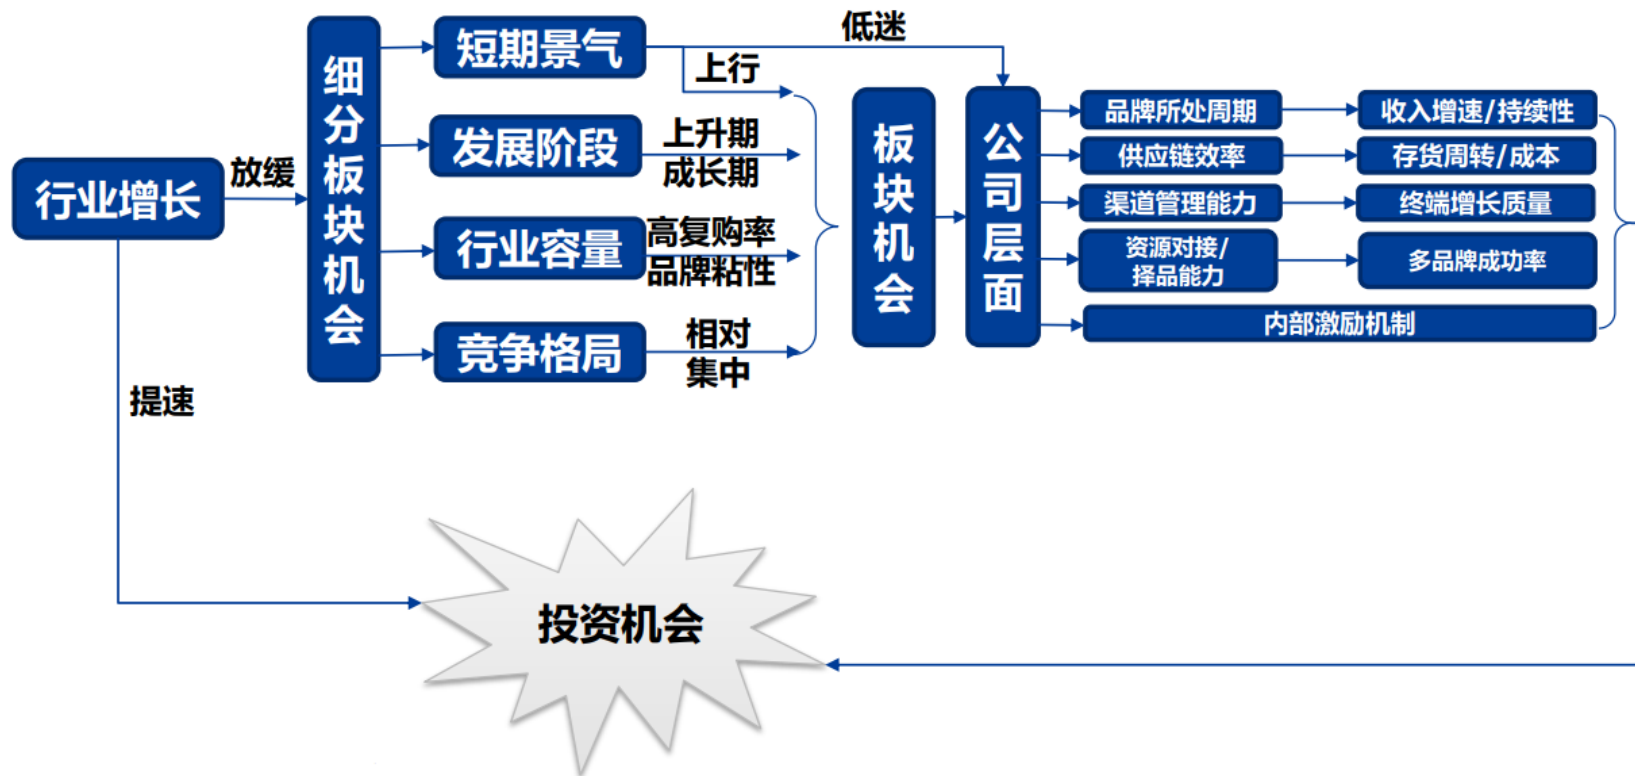 行业增长
放缓
提速
细分板块机会
短期景气
低迷
上行
发展阶段
上升期
成长期
行业容量
高复购率
品牌粘性
竞争格局
相对
集中
板块机会
公司层面
品牌所处周期
收入增速/持续性
供应链效率
存货周转/成本
渠道管理能力
终端增长质量
资源对接/
择品能力
多品牌成功率
内部激励机制
投资机会